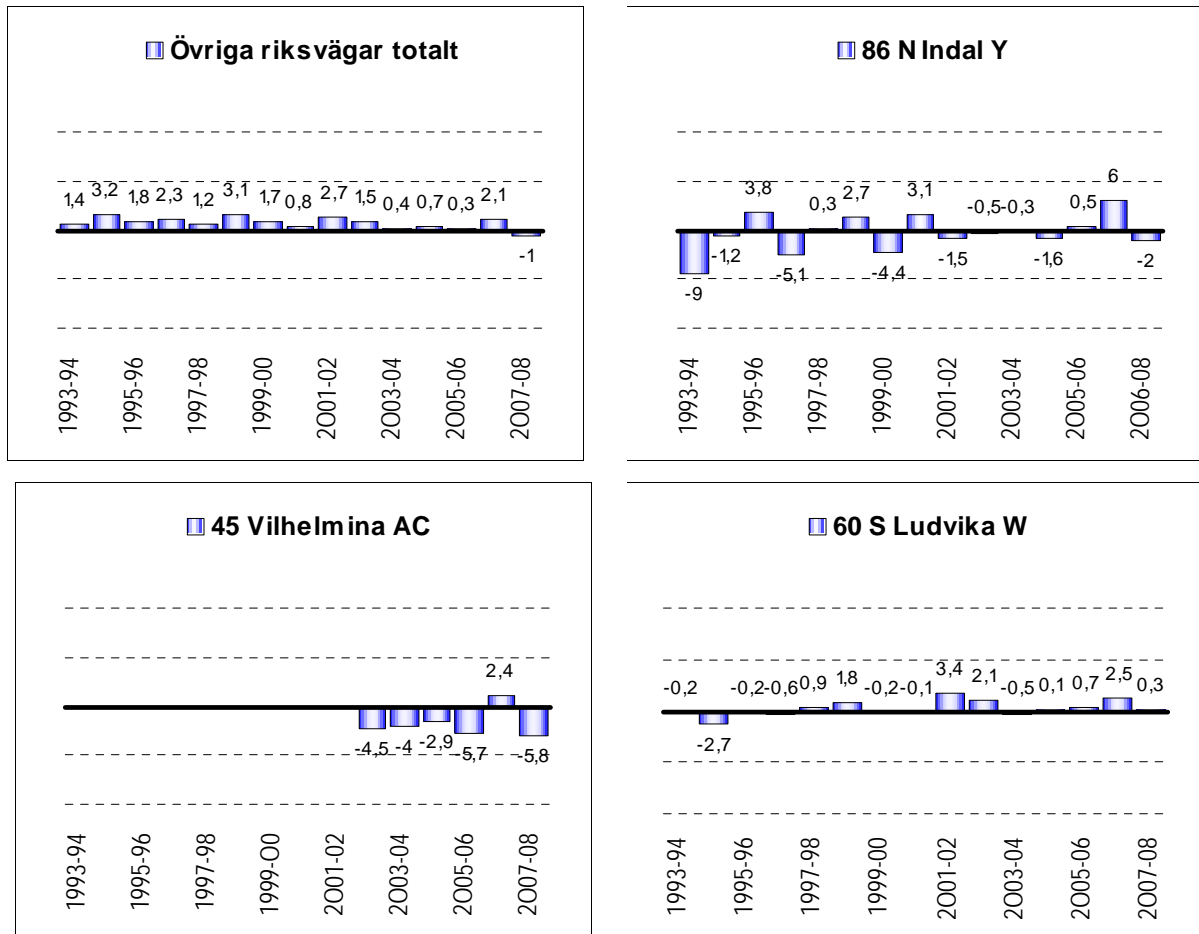 Övriga riksvägar totalt
1,4 3,2 1,8 2,3 1,2 3,1 1,7 0,8 2,7 1,5 0,4 0,7 0,3 2,1 -1
1993-94 1995-96 1997-98 1999-00 2001-02 2003-04 2005-06 2007-08
86 N Indal Y
-9 -1,2 3,8 -5,1 0,3 2,7 -4,4 3,1 -1,5 -0,5 -0,3 -1,6 0,5 6 -2
1993-94 1995-96 1997-98 1999-00 2001-02 2003-04 2005-06 2006-08
45 Vilhelmina AC
-4,5 -4 -2,9 -5,7 2,4 -5,8
1993-94 1995-96 1997-98 1999-00 2001-02 2003-04 2005-06 2007-08
60 S Ludvika W
-0,2 -2,7 -0,2 -0,6 0,9 1,8 -0,2 -0,1 3,4 2,1 -0,5 0,1 0,7 2,5 0,3
1993-94 1995-96 1997-98 1999-00 2001-02 2003-04 2005-06 2007-08